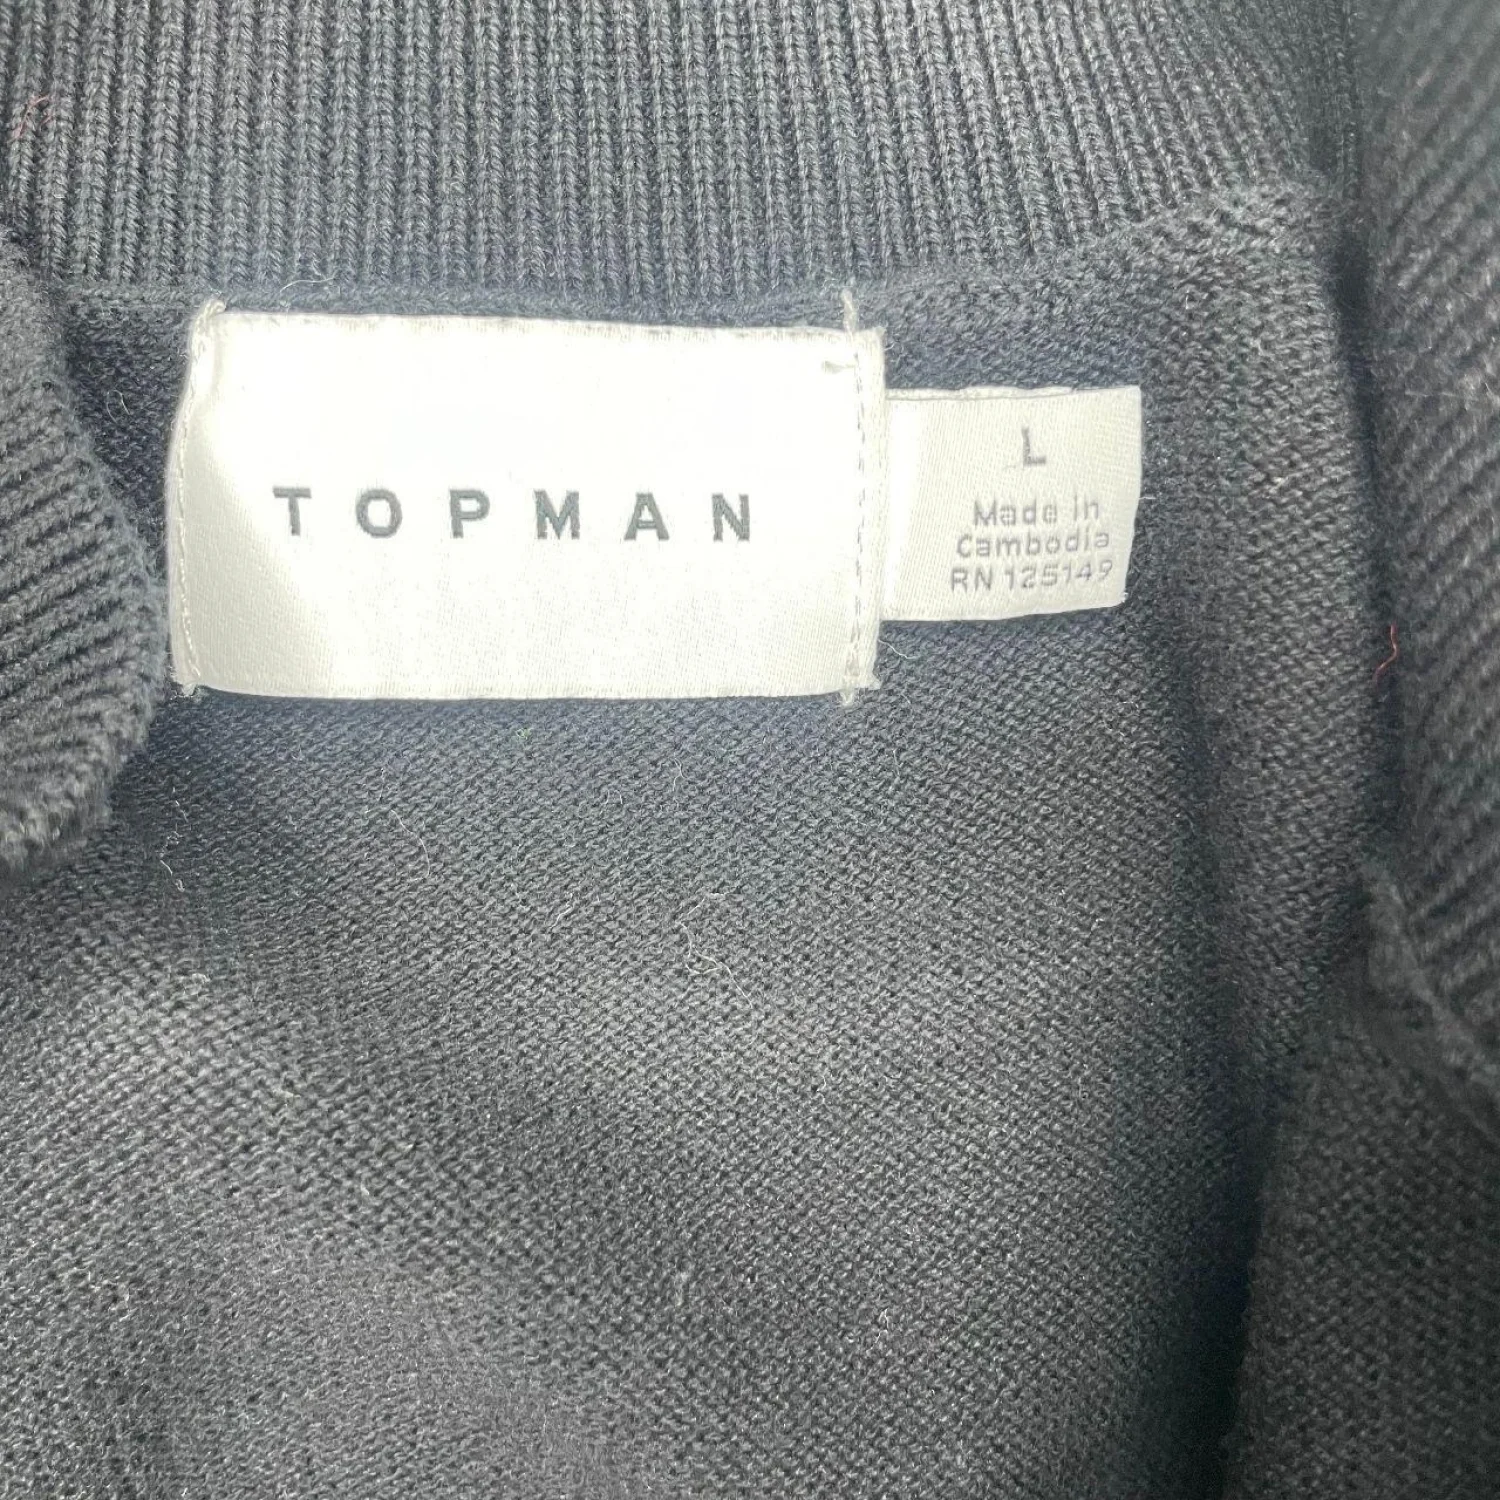 TOPMAN
L
Made in
Cambodia
RN 125149